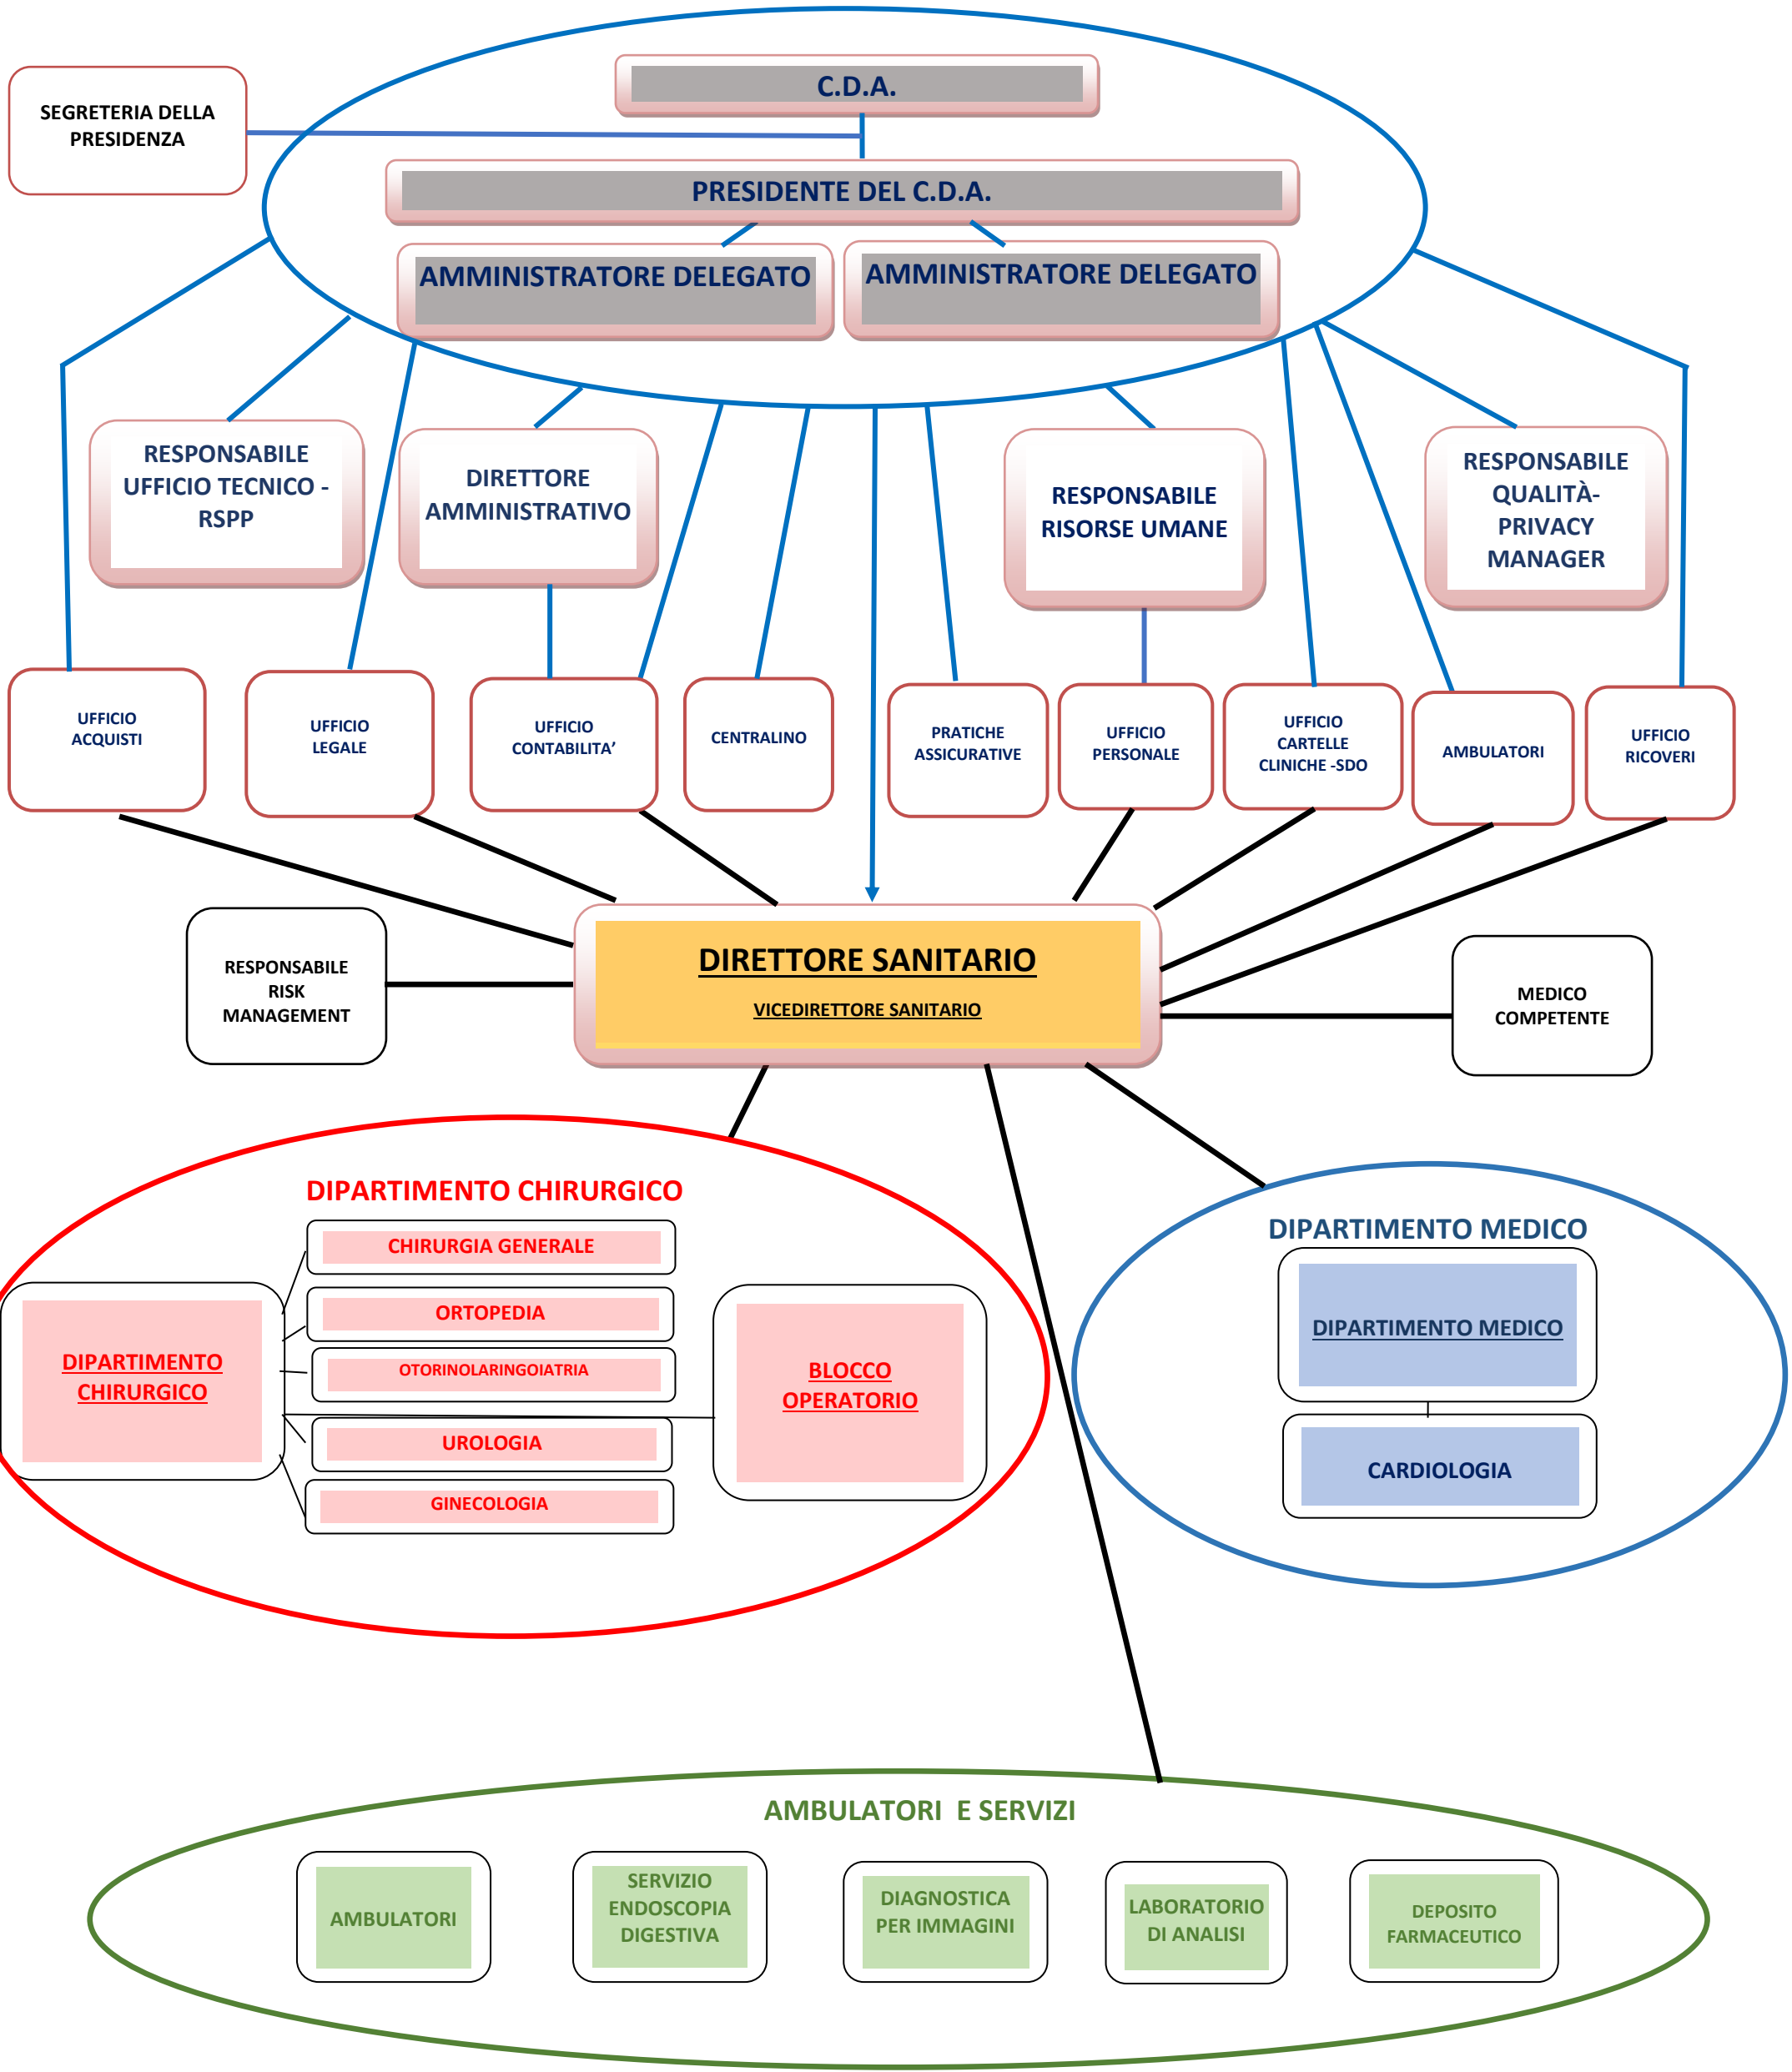 C.D.A.
SEGRETERIA DELLA
PRESIDENZA
PRESIDENTE DEL C.D.A.
AMMINISTRATORE DELEGATO
AMMINISTRATORE DELEGATO
RESPONSABILE
UFFICIO TECNICO -
RSPP
DIRETTORE
AMMINISTRATIVO
RESPONSABILE
RISORSE UMANE
RESPONSABILE
QUALITÀ-
PRIVACY
MANAGER
UFFICIO
ACQUISTI
UFFICIO
LEGALE
UFFICIO
CONTABILITA’
CENTRALINO
PRATICHE
ASSICURATIVE
UFFICIO
PERSONALE
UFFICIO
CARTELLE
CLINICHE -SDO
AMBULATORI
UFFICIO
RICOVERI
RESPONSABILE
RISK
MANAGEMENT
DIRETTORE SANITARIO
VICEDIRETTORE SANITARIO
MEDICO
COMPETENTE
DIPARTIMENTO CHIRURGICO
CHIRURGIA GENERALE
ORTOPEDIA
OTORINOLARINGOIATRIA
UROLOGIA
GINECOLOGIA
DIPARTIMENTO
CHIRURGICO
BLOCCO
OPERATORIO
DIPARTIMENTO MEDICO
DIPARTIMENTO MEDICO
CARDIOLOGIA
AMBULATORI E SERVIZI
AMBULATORI
SERVIZIO
ENDOSCOPIA
DIGESTIVA
DIAGNOSTICA
PER IMMAGINI
LABORATORIO
DI ANALISI
DEPOSITO
FARMACEUTICO